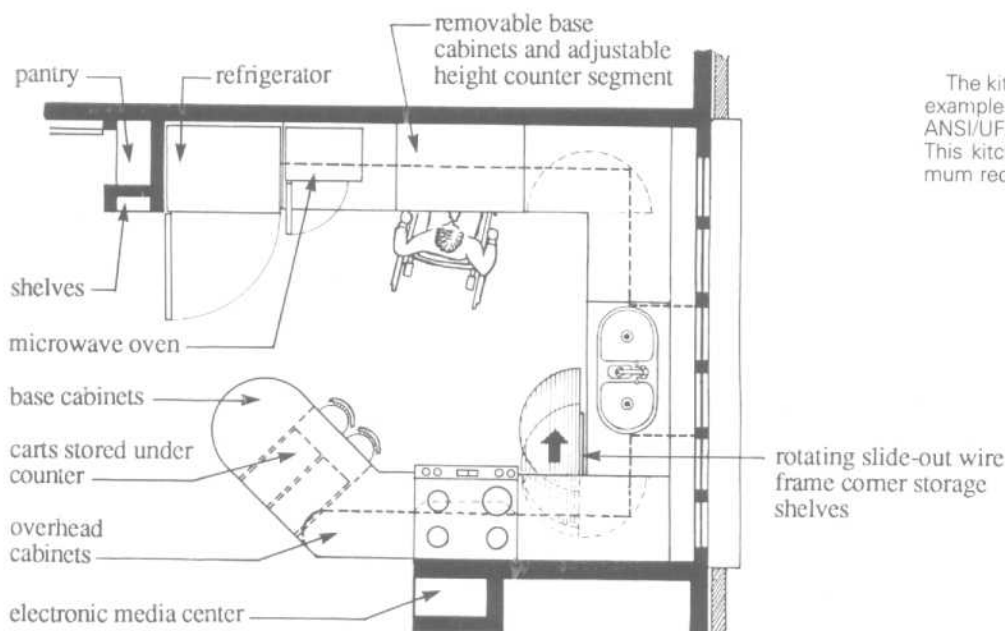 removable base
cabinets and adjustable
height counter segment
pantry
refrigerator
The kit
example
ANSI/UF
This kitc
mum rec
shelves
microwave oven
base cabinets
carts stored under
counter
rotating slide-out wire
frame corner storage
shelves
overhead
cabinets
electronic media center